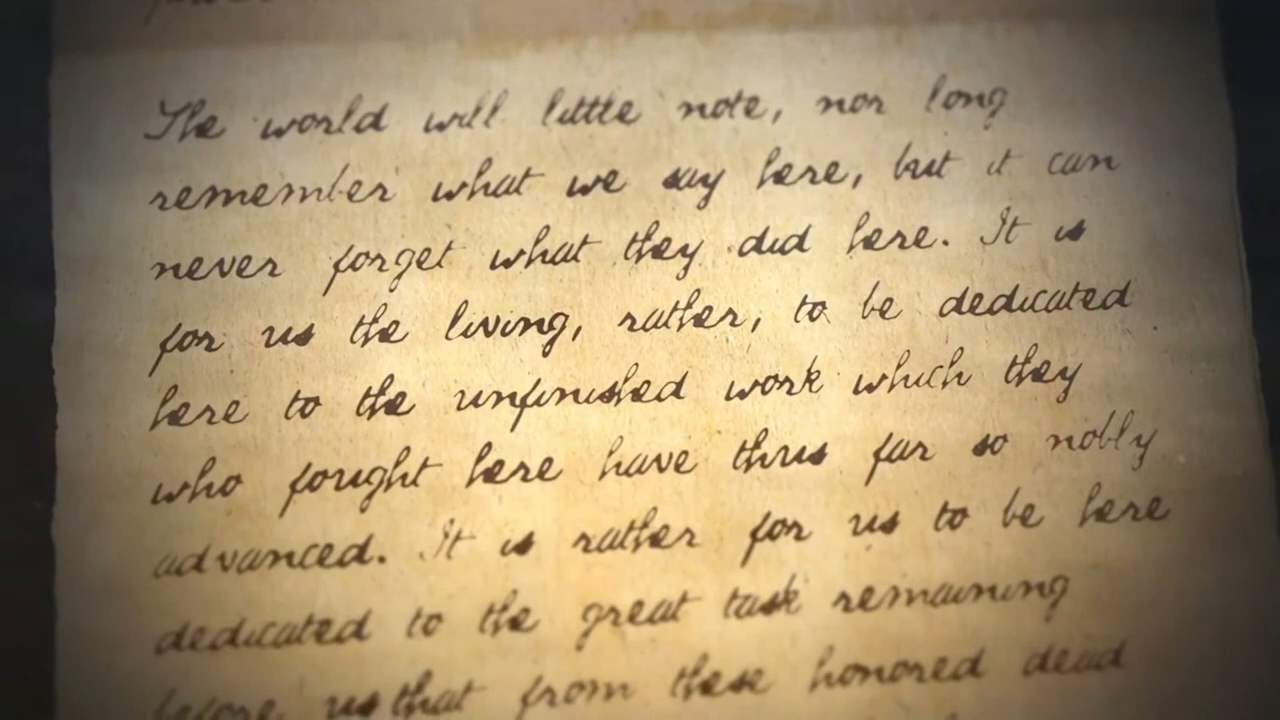 The world will little note, nor long
remember what we say here, but it can
never forget what they did here. It is
for us the living, rather, to be dedicated
here to the unfinished work which they
who fought here have thus far so nobly
advanced. It is rather for us to be here
dedicated to the great task remaining
before us that from these honored dead